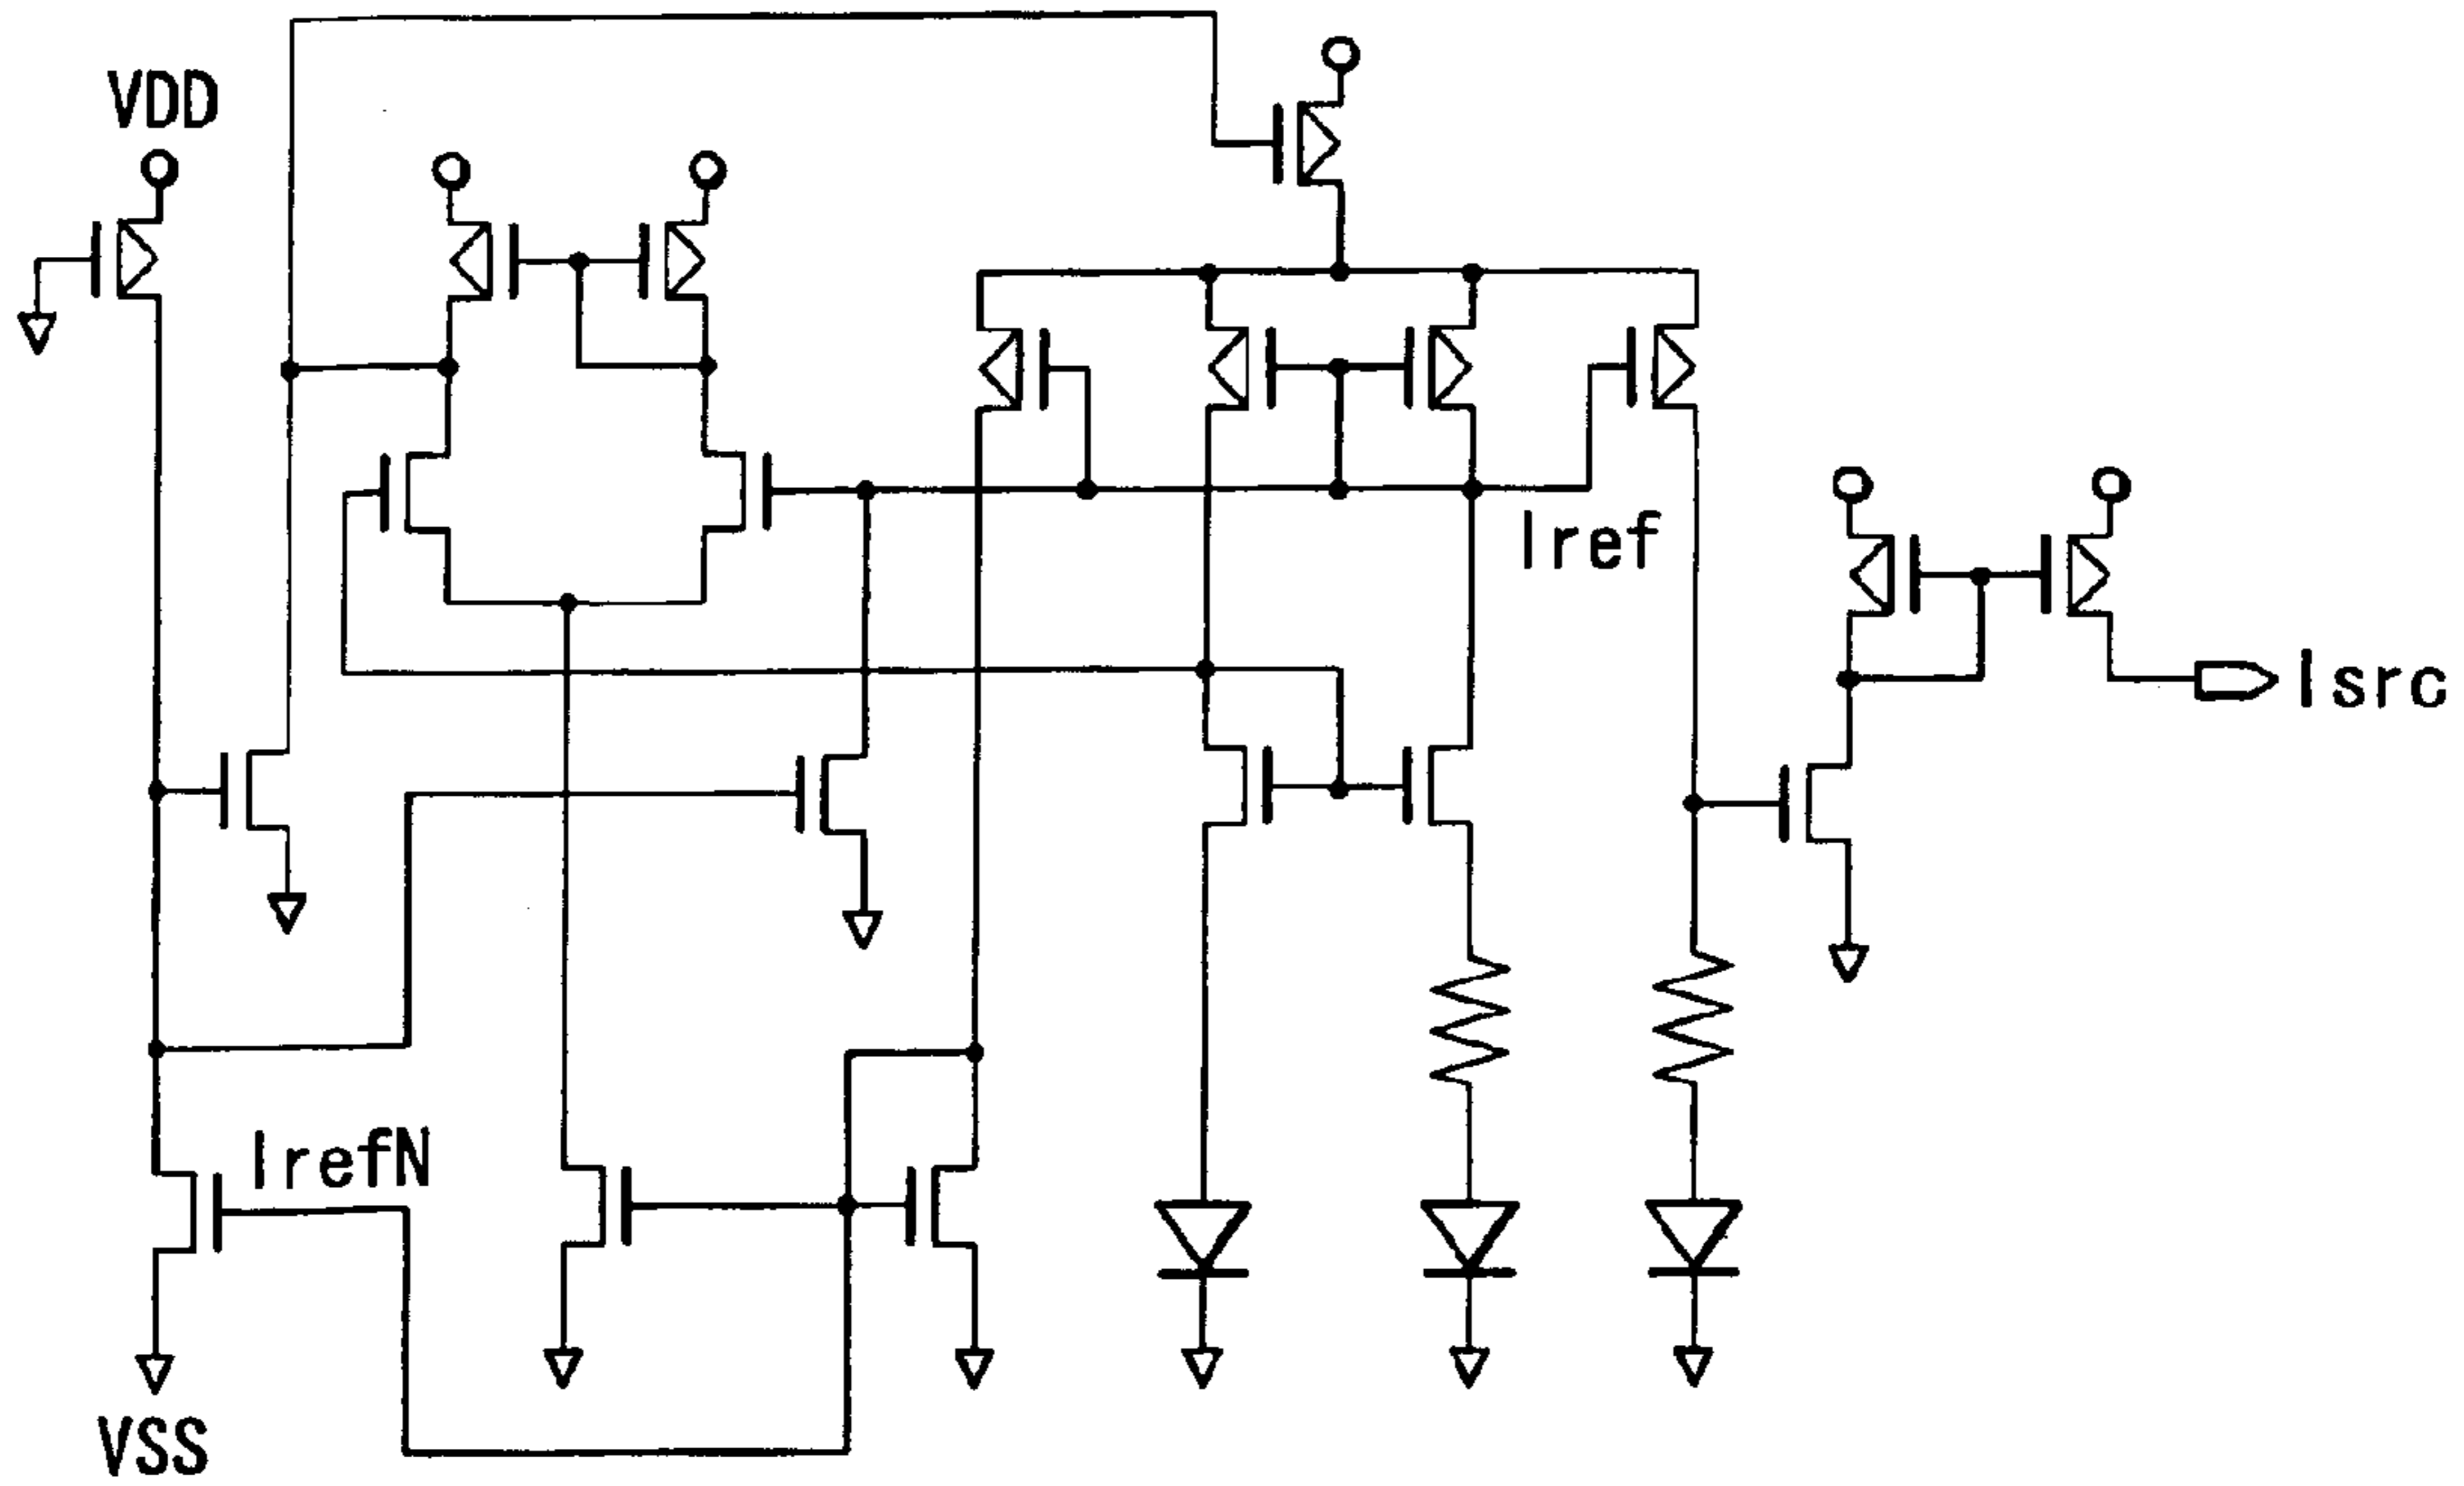 VDD
Iref
Isrc
IrefN
VSS